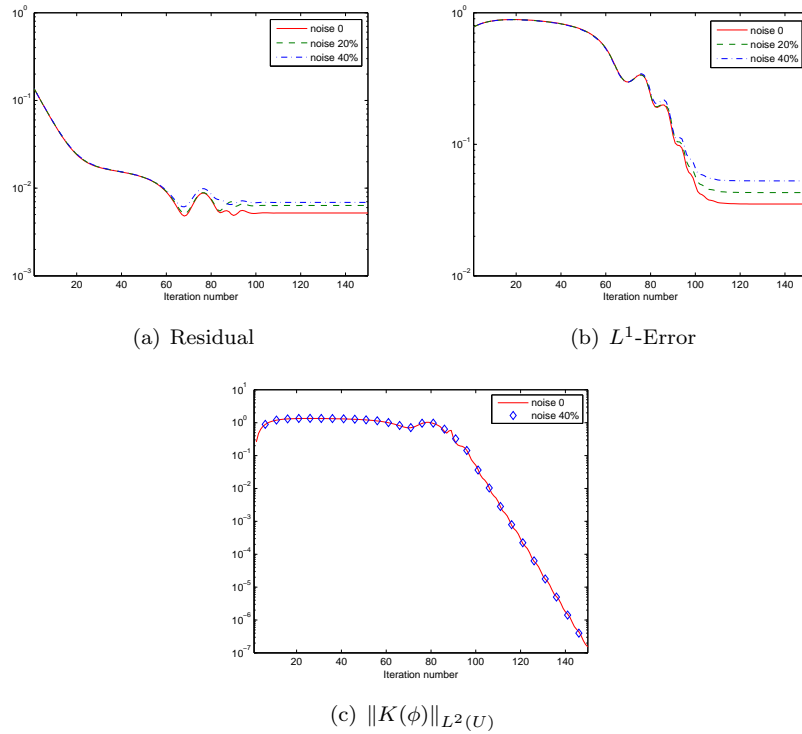 10^0
10^-1
10^-2
10^-3
20 40 60 80 100 120 140
Iteration number
noise 0
noise 20%
noise 40%
(a) Residual
10^0
10^-1
10^-2
20 40 60 80 100 120 140
Iteration number
noise 0
noise 20%
noise 40%
(b) L^1-Error
10^1
10^0
10^-1
10^-2
10^-3
10^-4
10^-5
10^-6
10^-7
20 40 60 80 100 120 140
Iteration number
noise 0
noise 40%
(c) ‖K(ϕ)‖_{L^2(U)}